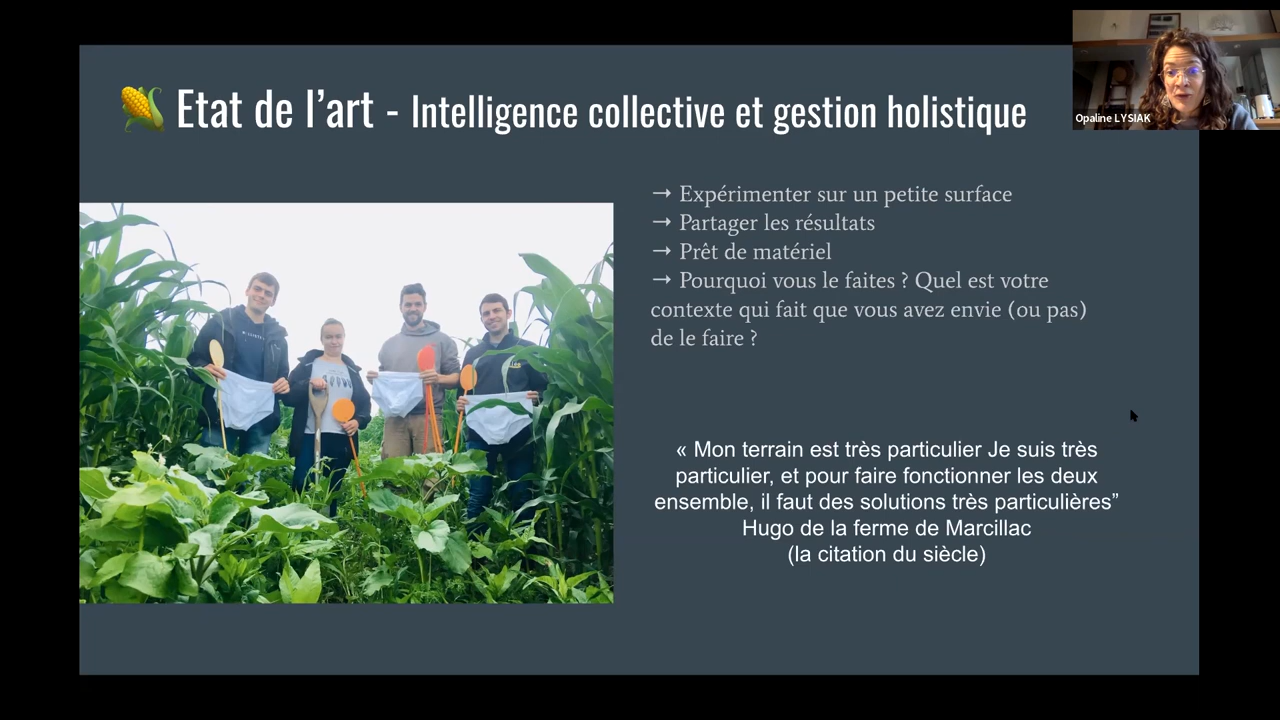 Etat de l’art - Intelligence collective et gestion holistique
Opaline LYSIAK
→ Expérimenter sur un petite surface
→ Partager les résultats
→ Prêt de matériel
→ Pourquoi vous le faites ? Quel est votre
contexte qui fait que vous avez envie (ou pas)
de le faire ?
« Mon terrain est très particulier Je suis très
particulier, et pour faire fonctionner les deux
ensemble, il faut des solutions très particulières”
Hugo de la ferme de Marcillac
(la citation du siècle)